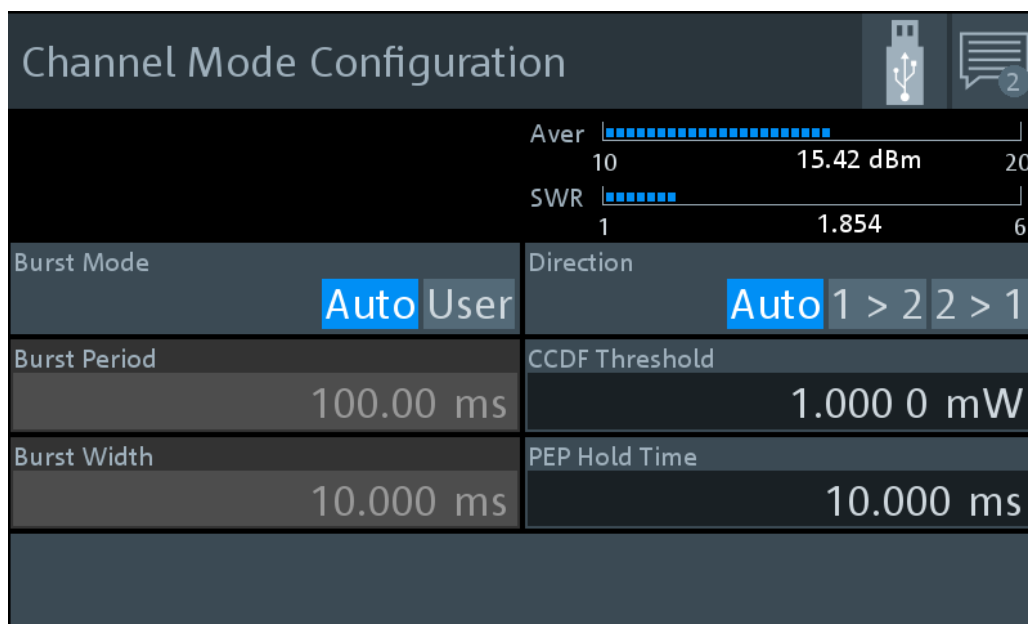 Channel Mode Configuration
2
Aver
10 15.42 dBm 20
SWR
1 1.854 6
Burst Mode
Auto User
Direction
Auto 1 > 2 2 > 1
Burst Period
100.00 ms
CCDF Threshold
1.000 0 mW
Burst Width
10.000 ms
PEP Hold Time
10.000 ms